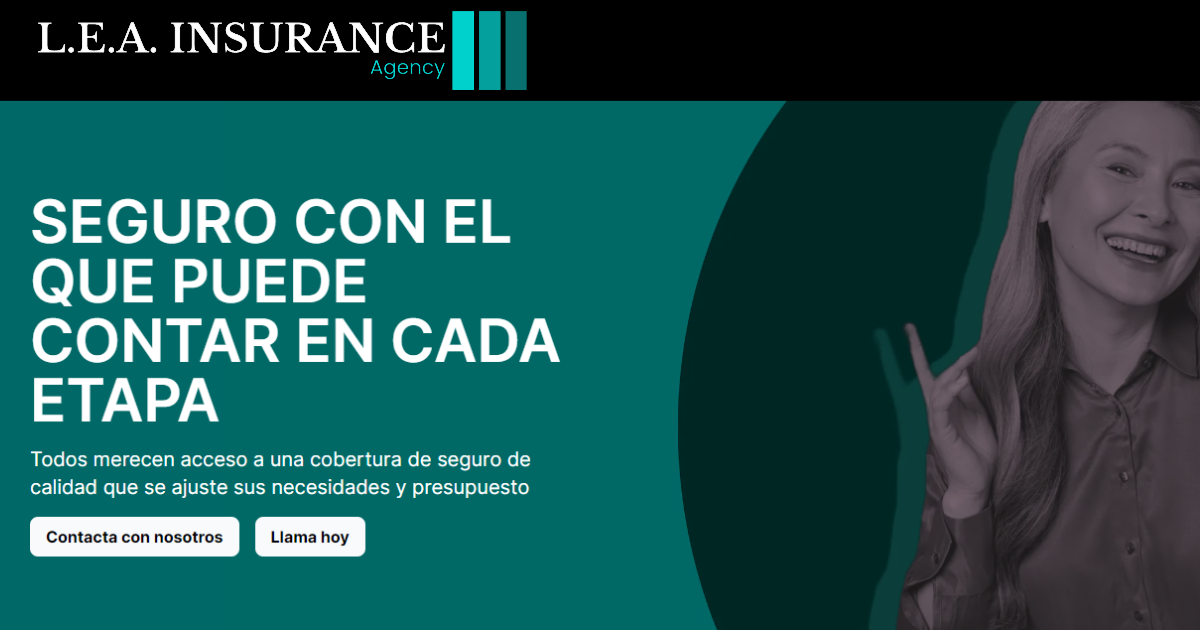 L.E.A. INSURANCE
Agency
SEGURO CON EL
QUE PUEDE
CONTAR EN CADA
ETAPA
Todos merecen acceso a una cobertura de seguro de
calidad que se ajuste sus necesidades y presupuesto
Contacta con nosotros
Llama hoy